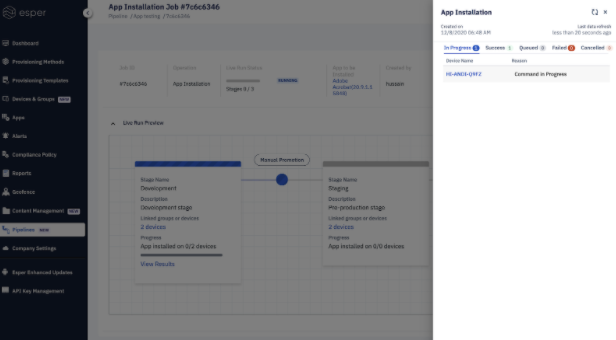 esper
Dashboard
Provisioning Methods
Provisioning Templates
Devices & Groups NEW
Apps
Alerts
Compliance Policy
Reports
Geofence
Content Management NEW
Pipelines NEW
Company Settings
Esper Enhanced Updates
API Key Management
App Installation Job #7c6c6346
Pipeline / App testing / 7c6c6346
Job ID
#7c6c6346
Operation
App Installation
Last Run Status
Stages 0 / 3
RUNNING
App to be
Installed
Adobe
Created by
hussain
Live Run Preview
Manual Promotion
Stage Name
Development
Description
Development stage
Linked groups or devices
2 devices
Progress
App installed on 0/2 devices
View Results
Stage Name
Staging
Description
Pre-production stage
Linked groups or devices
2 devices
Progress
App installed on 0/0 devices
App Installation
Created on
12/8/2020 06:48 AM
Last data refresh
less than 20 seconds ago
In Progress 1 Success 1 Queued 0 Failed 0 Cancelled 0
Device Name Reason
Command In Progress